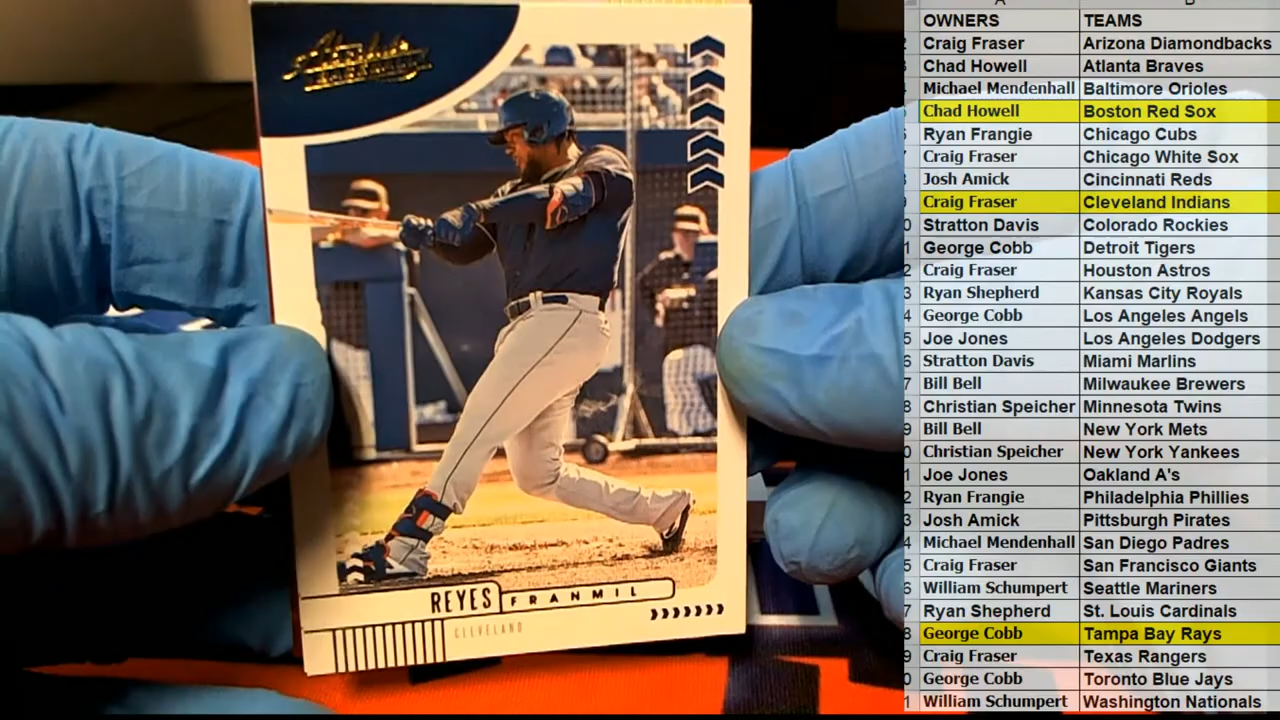 Absolute
REYES FRANMIL
CLEVELAND
OWNERS TEAMS
Craig Fraser Arizona Diamondbacks
Chad Howell Atlanta Braves
Michael Mendenhall Baltimore Orioles
Chad Howell Boston Red Sox
Ryan Frangie Chicago Cubs
Craig Fraser Chicago White Sox
Josh Amick Cincinnati Reds
Craig Fraser Cleveland Indians
Stratton Davis Colorado Rockies
George Cobb Detroit Tigers
Craig Fraser Houston Astros
Ryan Shepherd Kansas City Royals
George Cobb Los Angeles Angels
Joe Jones Los Angeles Dodgers
Stratton Davis Miami Marlins
Bill Bell Milwaukee Brewers
Christian Speicher Minnesota Twins
Bill Bell New York Mets
Christian Speicher New York Yankees
Joe Jones Oakland A's
Ryan Frangie Philadelphia Phillies
Josh Amick Pittsburgh Pirates
Michael Mendenhall San Diego Padres
Craig Fraser San Francisco Giants
William Schumpert Seattle Mariners
Ryan Shepherd St. Louis Cardinals
George Cobb Tampa Bay Rays
Craig Fraser Texas Rangers
George Cobb Toronto Blue Jays
William Schumpert Washington Nationals